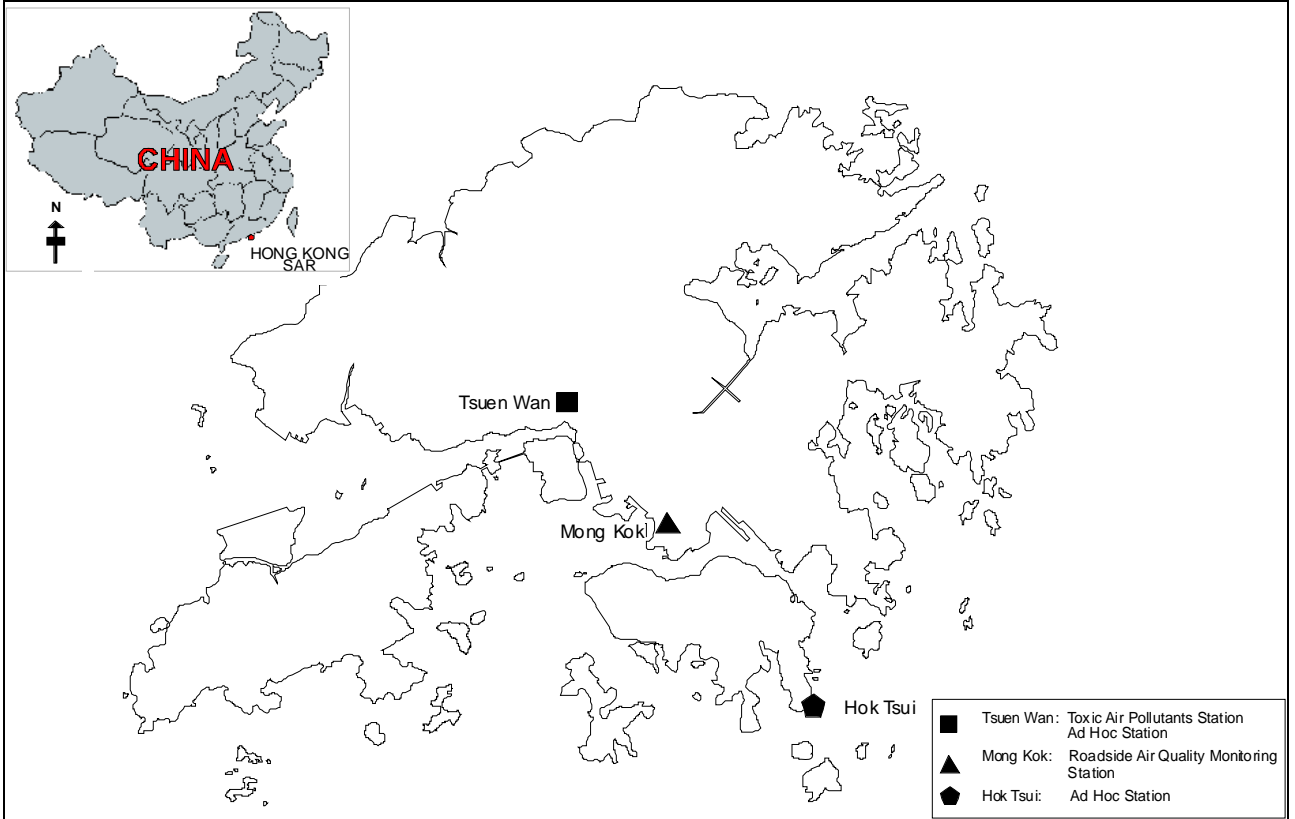 CHINA
N
HONG KONG
SAR
Tsuen Wan
Mong Kok
Hok Tsui
Tsuen Wan: Toxic Air Pollutants Station
Ad Hoc Station
Mong Kok: Roadside Air Quality Monitoring
Station
Hok Tsui: Ad Hoc Station